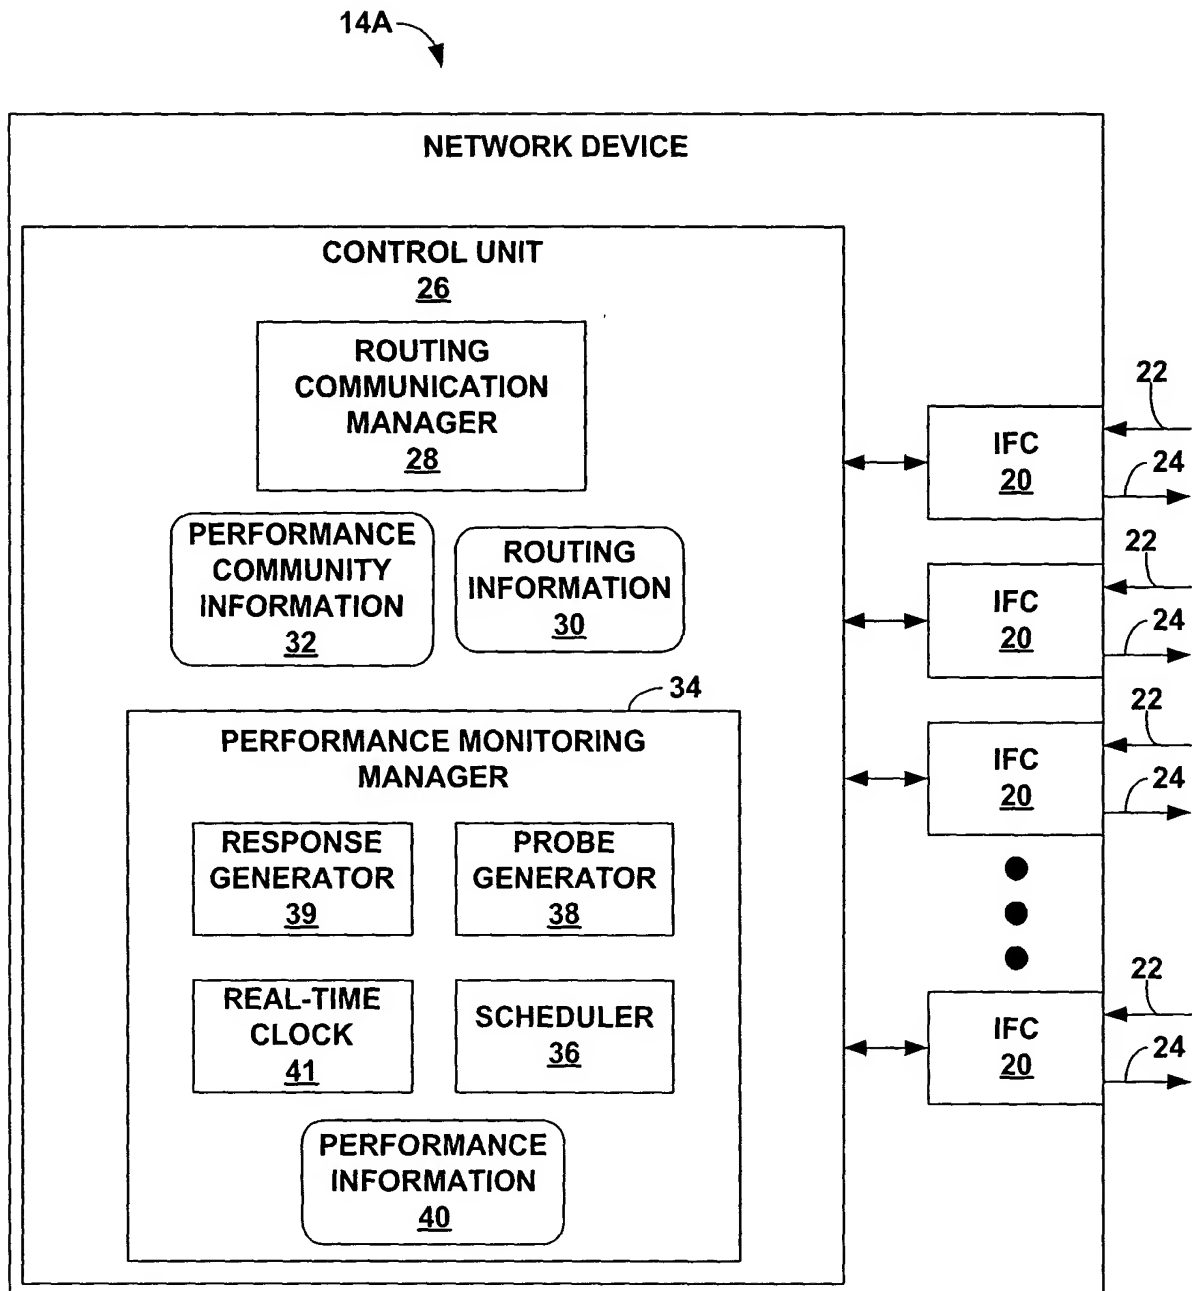 14A
NETWORK DEVICE
CONTROL UNIT
26
ROUTING
COMMUNICATION
MANAGER
28
PERFORMANCE
COMMUNITY
INFORMATION
32
ROUTING
INFORMATION
30
34
PERFORMANCE MONITORING
MANAGER
RESPONSE
GENERATOR
39
PROBE
GENERATOR
38
REAL-TIME
CLOCK
41
SCHEDULER
36
PERFORMANCE
INFORMATION
40
IFC
20
22
24
IFC
20
22
24
IFC
20
22
24
IFC
20
22
24